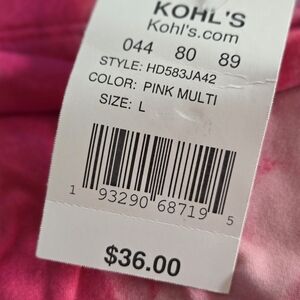 KOHL'S
Kohl's.com
044 80 89
STYLE: HD583JA42
COLOR: PINK MULTI
SIZE: L
1 93290 68719 5
$36.00